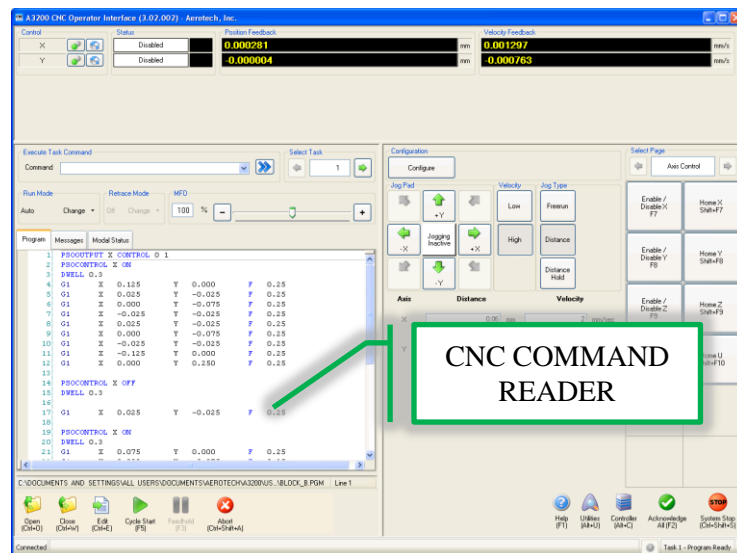 A3200 CNC Operator Interface (3.02.002) - Aerotech, Inc.
Control
Status
Position Feedback
Velocity Feedback
X
Disabled
0.000281
mm
0.001297
mm/s
Y
Disabled
-0.000004
mm
-0.000763
mm/s
Execute Task Command
Select Task
Command
1
Run Mode
Retrace Mode
MFO
Auto
Change
Off
Change
100
%
-
+
Program
Messages
Modal Status
1 PSOOUTPUT X CONTROL 0 1
2 PSOCONTROL X ON
3 DWELL 0.3
4 G1 X 0.125 Y 0.000 F 0.25
5 G1 X 0.025 Y -0.025 F 0.25
6 G1 X 0.000 Y -0.075 F 0.25
7 G1 X -0.025 Y -0.025 F 0.25
8 G1 X 0.025 Y -0.025 F 0.25
9 G1 X 0.000 Y -0.075 F 0.25
10 G1 X -0.025 Y -0.025 F 0.25
11 G1 X -0.125 Y 0.000 F 0.25
12 G1 X 0.000 Y 0.250 F 0.25
13
14 PSOCONTROL X OFF
15 DWELL 0.3
16
17 G1 X 0.025 Y -0.025 F 0.25
18
19 PSOCONTROL X ON
20 DWELL 0.3
21 G1 X 0.075 Y 0.000 F 0.25
C:\DOCUMENTS AND SETTINGS\ALL USERS\DOCUMENTS\AEROTECH\A3200\US..\BLOCK_B.PGM
Line 1
Configuration
Configure
Select Page
Axis Control
Jog Pad
Velocity
Jog Type
+Y
Low
Freerun
-X
Jogging Inactive
+X
High
Distance
-Y
Distance Hold
Axis
Distance
Velocity
X
0.05
mm
2
mm/sec
Y
Enable / Disable X F7
Home X Shift+F7
Enable / Disable Y F8
Home Y Shift+F8
Enable / Disable Z F9
Home Z Shift+F9
Home U
Shift+F10
CNC COMMAND
READER
Open (Ctrl+O)
Close (Ctrl+W)
Edit (Ctrl+E)
Cycle Start (F5)
Feedhold (F3)
Abort (Ctrl+Shift+A)
Help (F1)
Utilities (Alt+U)
Controller (Alt+C)
Acknowledge All (F2)
STOP
System Stop (Ctrl+Shift+S)
Connected
Task 1 - Program Ready